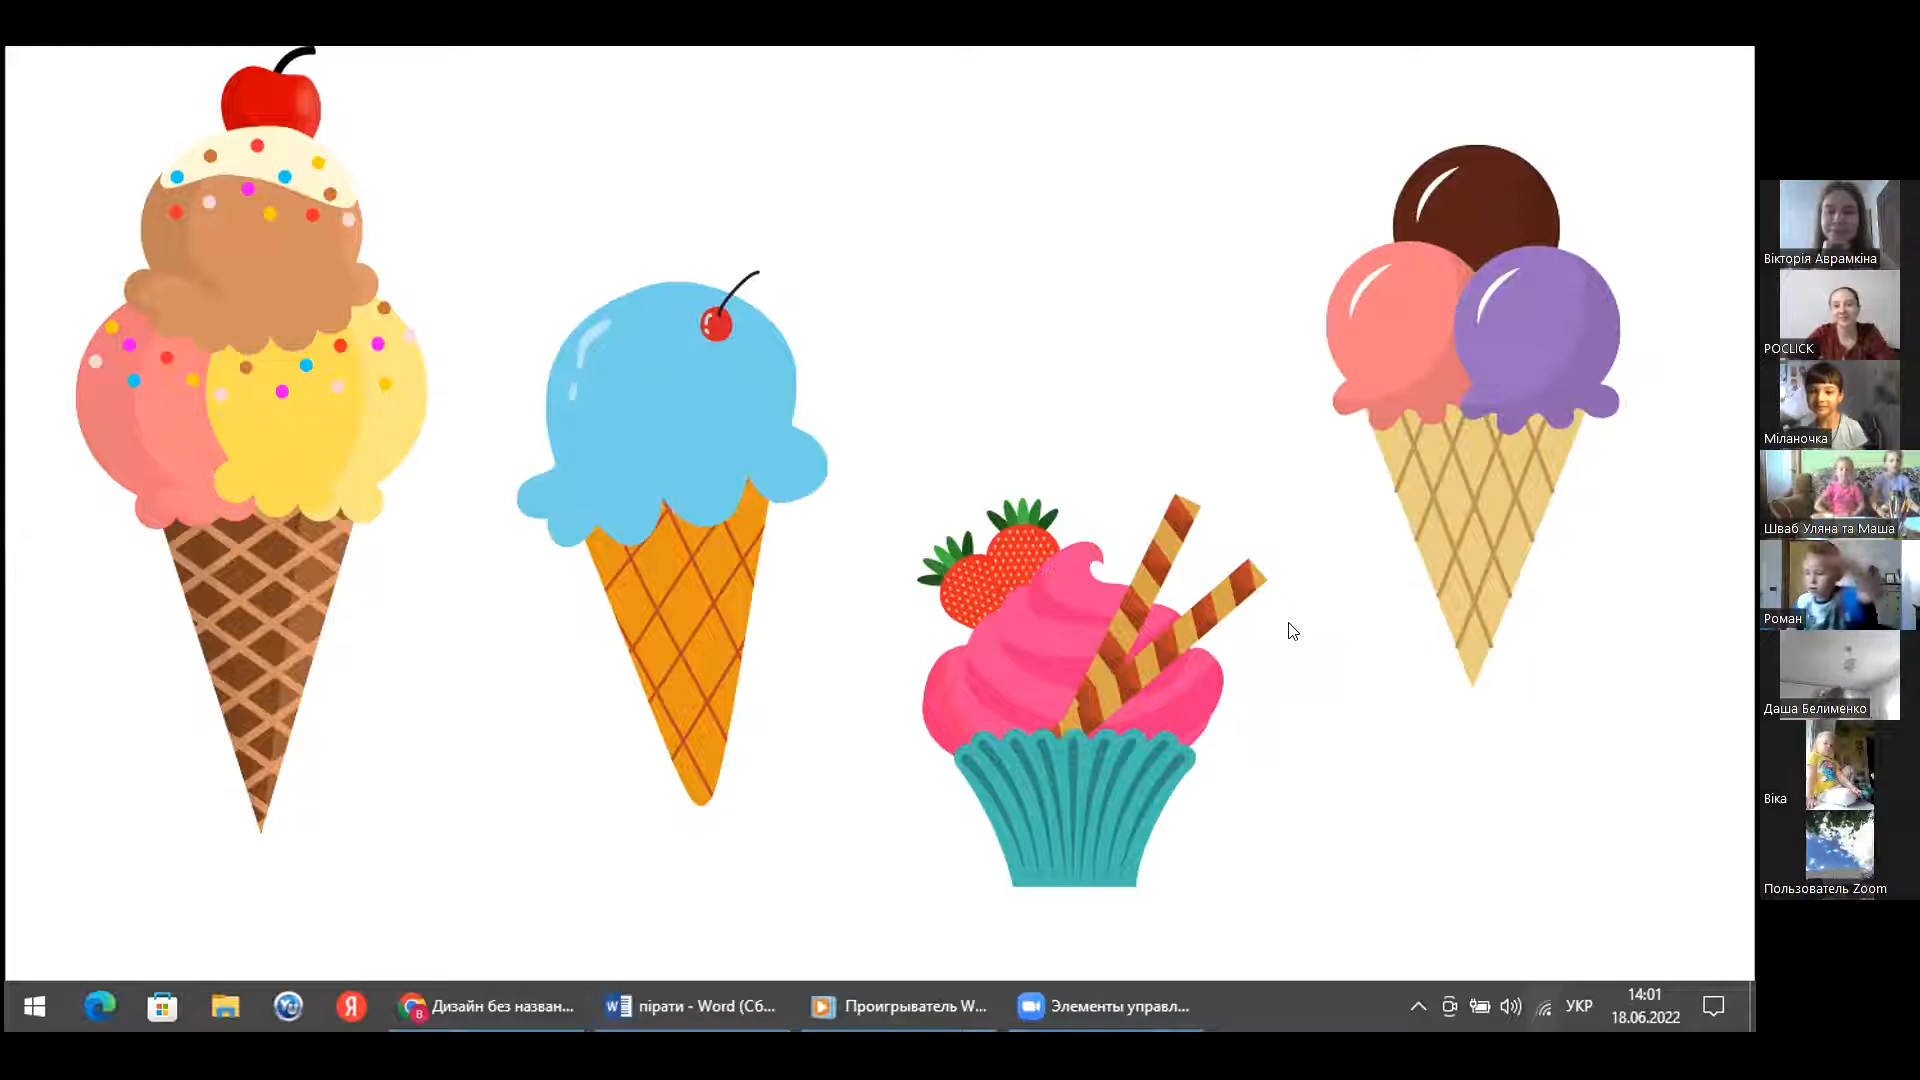 Вікторія Аврамкіна
POCLICK
Міланочка
Шваб Уляна та Маша
Роман
Даша Белименко
Віка
Пользователь Zoom
Дизайн без назван...
пірати - Word (Сб...
Проигрыватель W...
Элементы управл...
УКР
14:01
18.06.2022